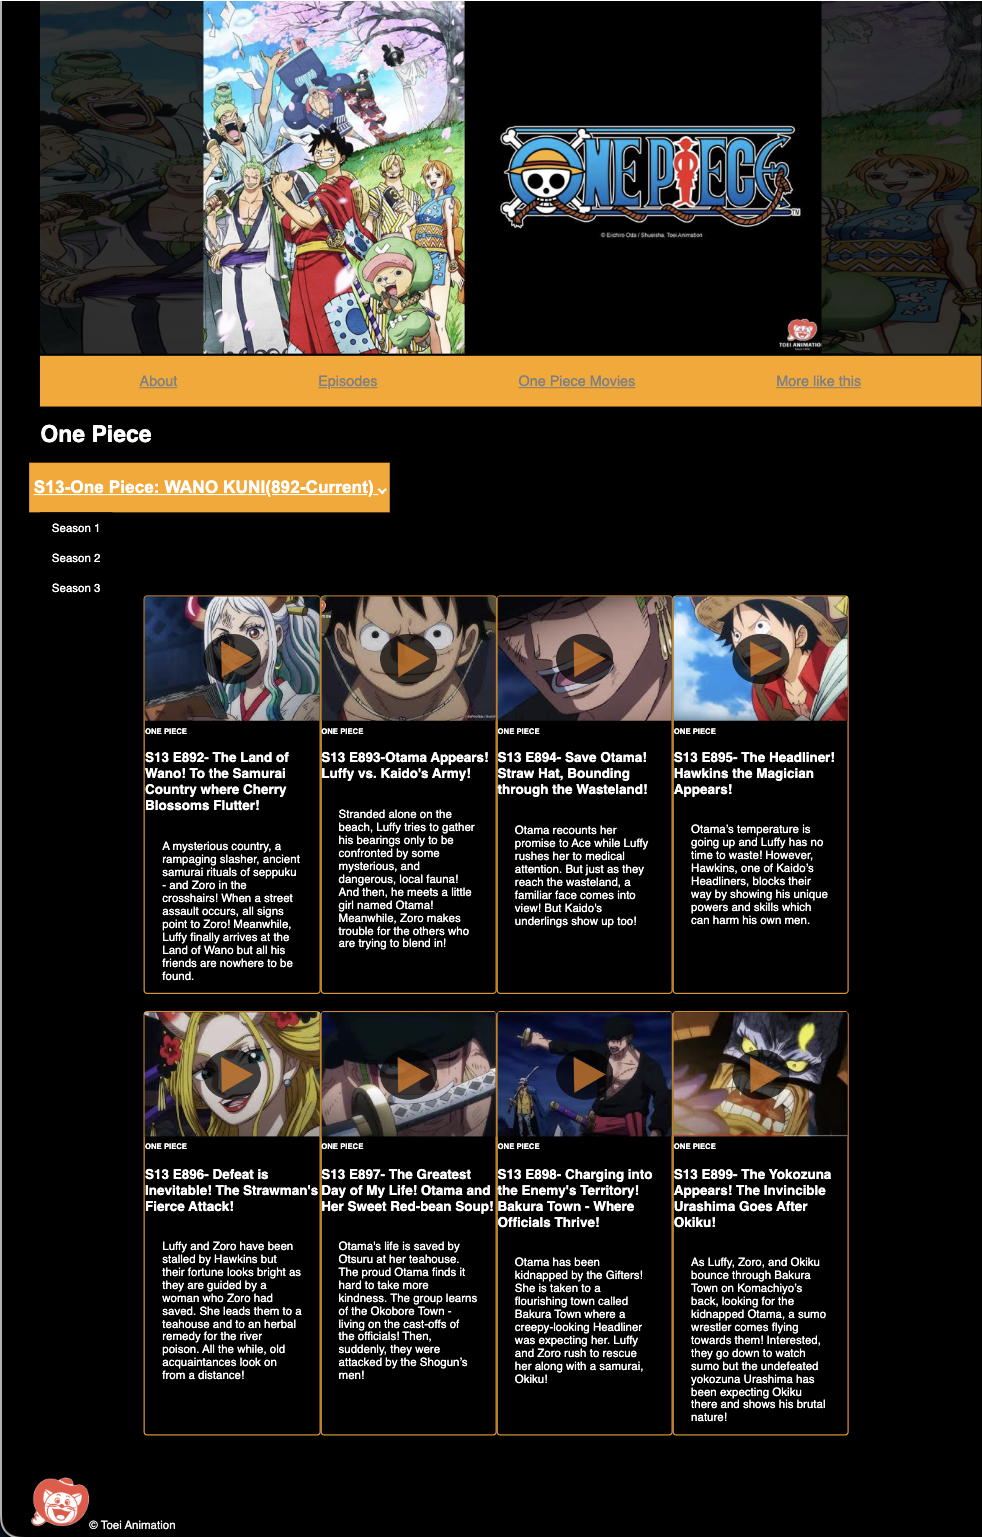 ONE PIECE
TM
© Eiichiro Oda / Shueisha, Toei Animation
TOEI ANIMATION
About
Episodes
One Piece Movies
More like this
One Piece
S13-One Piece: WANO KUNI(892-Current)
Season 1
Season 2
Season 3
ONE PIECE
S13 E892- The Land of
Wano! To the Samurai
Country where Cherry
Blossoms Flutter!
A mysterious country, a
rampaging slasher, ancient
samurai rituals of seppuku
- and Zoro in the
crosshairs! When a street
assault occurs, all signs
point to Zoro! Meanwhile,
Luffy finally arrives at the
Land of Wano but all his
friends are nowhere to be
found.
ONE PIECE
S13 E893-Otama Appears!
Luffy vs. Kaido's Army!
Stranded alone on the
beach, Luffy tries to gather
his bearings only to be
confronted by some
mysterious, and
dangerous, local fauna!
And then, he meets a little
girl named Otama!
Meanwhile, Zoro makes
trouble for the others who
are trying to blend in!
ONE PIECE
S13 E894- Save Otama!
Straw Hat, Bounding
through the Wasteland!
Otama recounts her
promise to Ace while Luffy
rushes her to medical
attention. But just as they
reach the wasteland, a
familiar face comes into
view! But Kaido's
underlings show up too!
ONE PIECE
S13 E895- The Headliner!
Hawkins the Magician
Appears!
Otama's temperature is
going up and Luffy has no
time to waste! However,
Hawkins, one of Kaido's
Headliners, blocks their
way by showing his unique
powers and skills which
can harm his own men.
ONE PIECE
S13 E896- Defeat is
Inevitable! The Strawman's
Fierce Attack!
Luffy and Zoro have been
stalled by Hawkins but
their fortune looks bright as
they are guided by a
woman who Zoro had
saved. She leads them to a
teahouse and to an herbal
remedy for the river
poison. All the while, old
acquaintances look on
from a distance!
ONE PIECE
S13 E897- The Greatest
Day of My Life! Otama and
Her Sweet Red-bean Soup!
Otama's life is saved by
Otsuru at her teahouse.
The proud Otama finds it
hard to take more
kindness. The group learns
of the Okobore Town -
living on the cast-offs of
the officials! Then,
suddenly, they were
attacked by the Shogun's
men!
ONE PIECE
S13 E898- Charging into
the Enemy's Territory!
Bakura Town - Where
Officials Thrive!
Otama has been
kidnapped by the Gifters!
She is taken to a
flourishing town called
Bakura Town where a
creepy-looking Headliner
was expecting her. Luffy
and Zoro rush to rescue
her along with a samurai,
Okiku!
ONE PIECE
S13 E899- The Yokozuna
Appears! The Invincible
Urashima Goes After
Okiku!
As Luffy, Zoro, and Okiku
bounce through Bakura
Town on Komachiyo's
back, looking for the
kidnapped Otama, a sumo
wrestler comes flying
towards them! Interested,
they go down to watch
sumo but the undefeated
yokozuna Urashima has
been expecting Okiku
there and shows his brutal
nature!
© Toei Animation